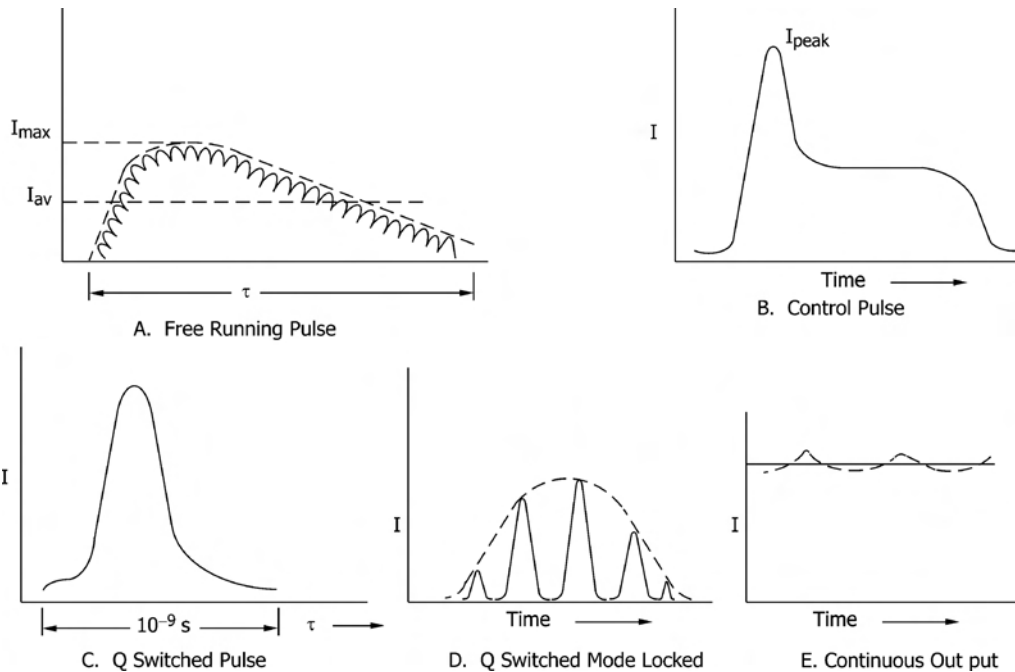 I_max
I_av
τ
A. Free Running Pulse
I_peak
I
Time
B. Control Pulse
I
10⁻⁹ s
τ
C. Q Switched Pulse
I
Time
D. Q Switched Mode Locked
I
Time
E. Continuous Out put